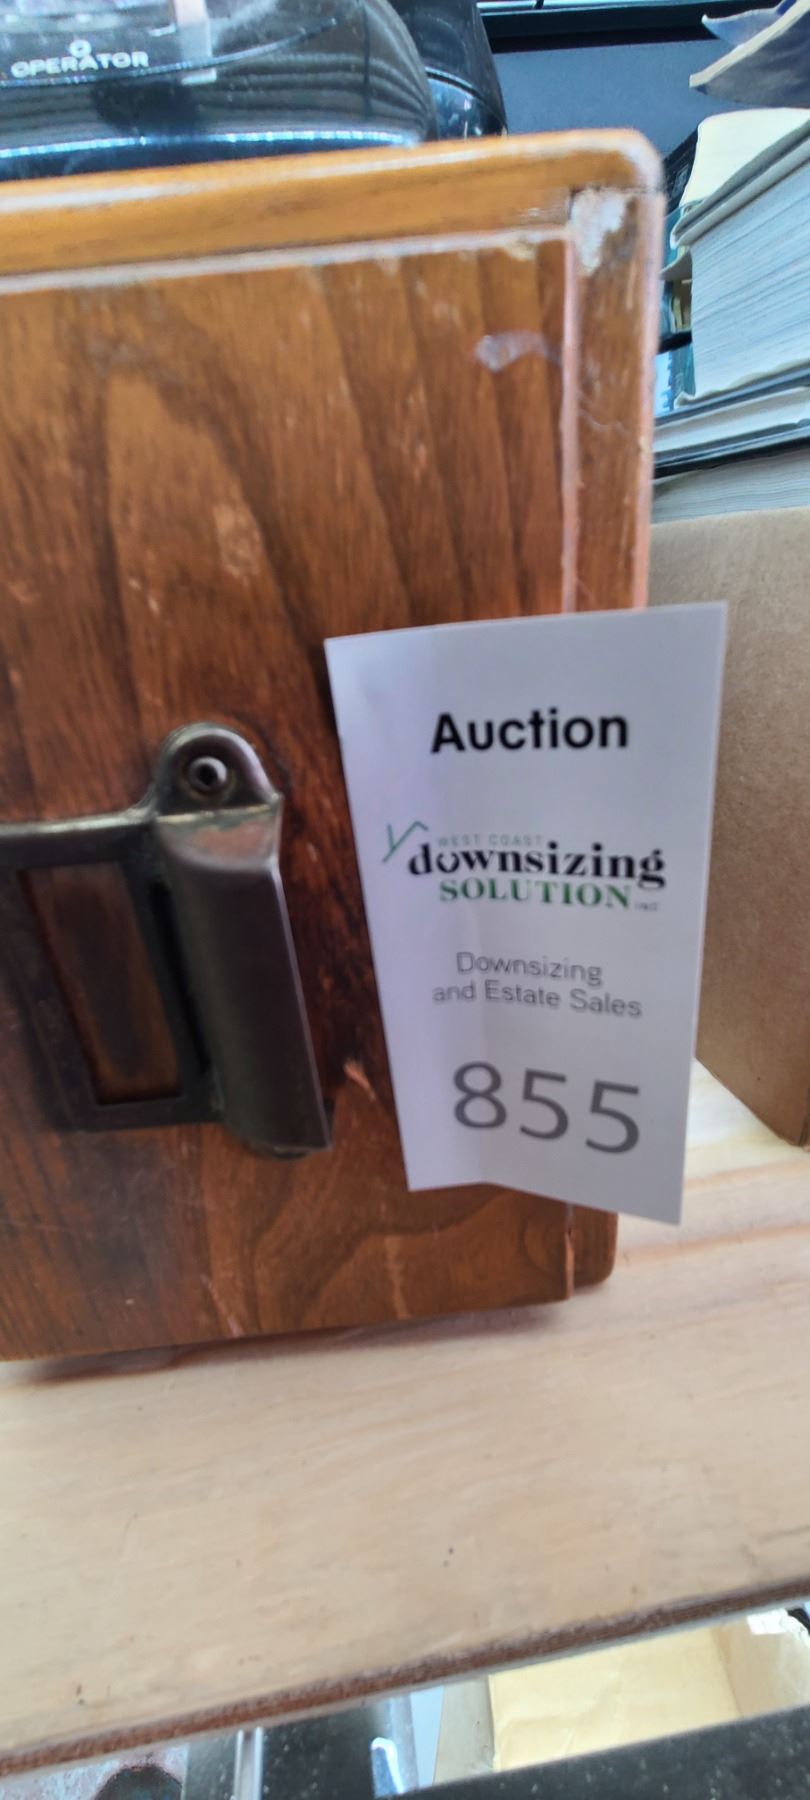 OPERATOR
Auction
WEST COAST
downsizing
SOLUTION INC
Downsizing
and Estate Sales
855